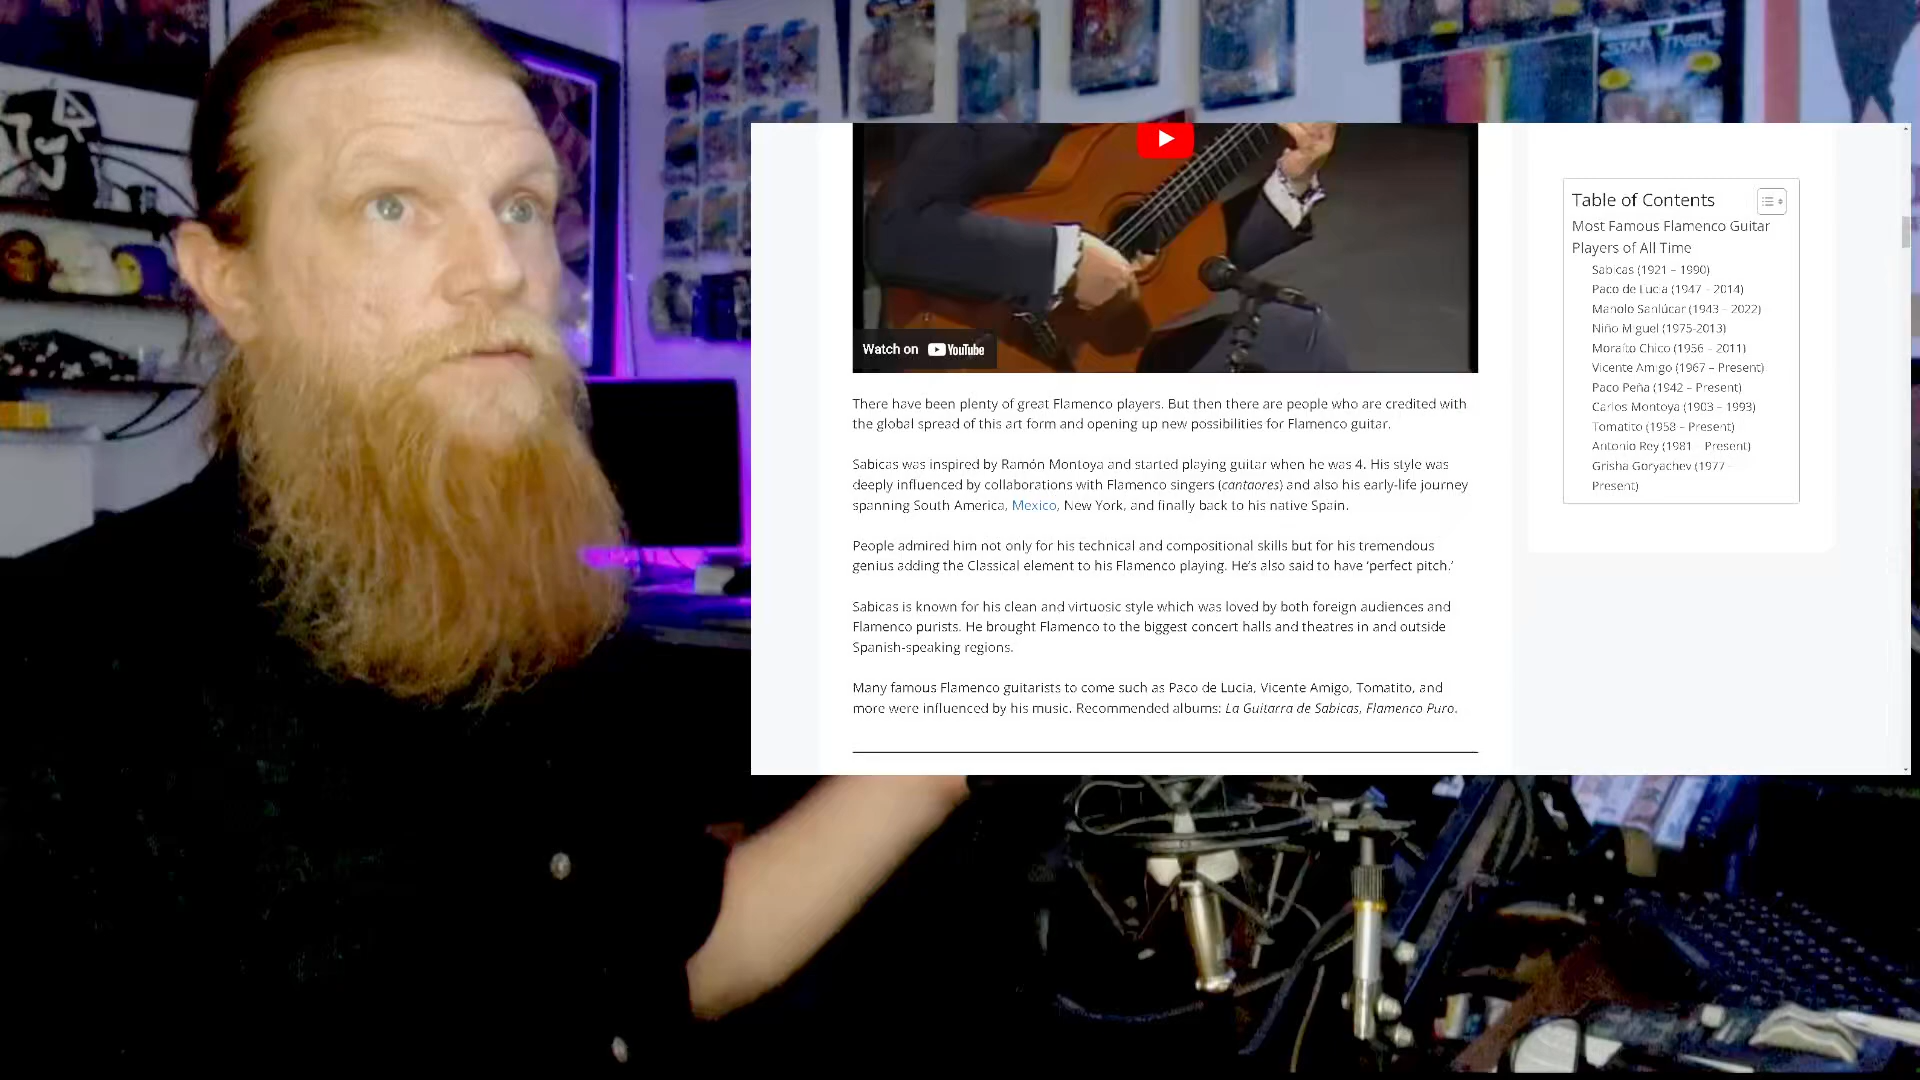 STAR TREK
Watch on YouTube
There have been plenty of great Flamenco players. But then there are people who are credited with
the global spread of this art form and opening up new possibilities for Flamenco guitar.
Sabicas was inspired by Ramón Montoya and started playing guitar when he was 4. His style was
deeply influenced by collaborations with Flamenco singers (cantaores) and also his early-life journey
spanning South America, Mexico, New York, and finally back to his native Spain.
People admired him not only for his technical and compositional skills but for his tremendous
genius adding the Classical element to his Flamenco playing. He's also said to have 'perfect pitch.'
Sabicas is known for his clean and virtuosic style which was loved by both foreign audiences and
Flamenco purists. He brought Flamenco to the biggest concert halls and theatres in and outside
Spanish-speaking regions.
Many famous Flamenco guitarists to come such as Paco de Lucia, Vicente Amigo, Tomatito, and
more were influenced by his music. Recommended albums: La Guitarra de Sabicas, Flamenco Puro.
Table of Contents
Most Famous Flamenco Guitar
Players of All Time
Sabicas (1921 – 1990)
Paco de Lucia (1947 – 2014)
Manolo Sanlúcar (1943 – 2022)
Niño Miguel (1975-2013)
Moraíto Chico (1956 – 2011)
Vicente Amigo (1967 – Present)
Paco Peña (1942 – Present)
Carlos Montoya (1903 – 1993)
Tomatito (1958 – Present)
Antonio Rey (1981 – Present)
Grisha Goryachev (1977 –
Present)